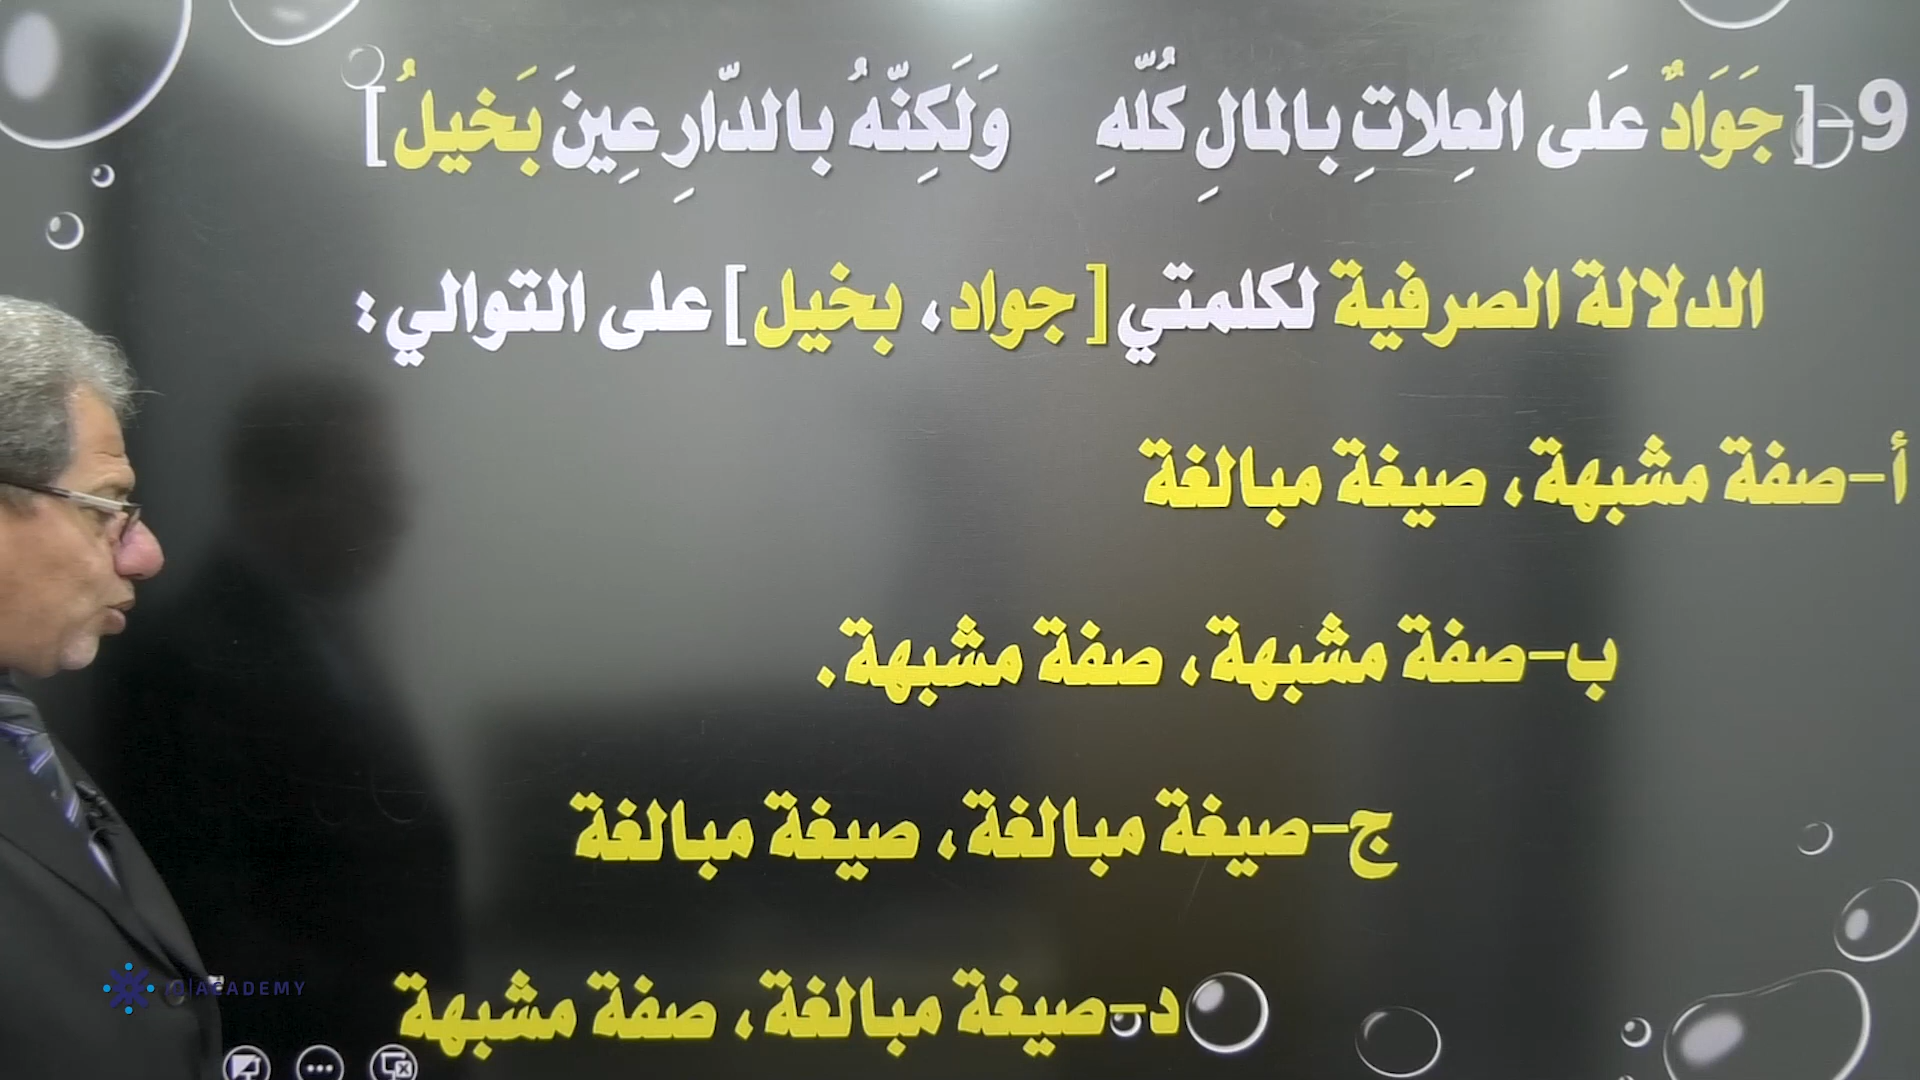 9-[جَوَادٌ عَلى العِلاتِ بالمالِ كُلّهِ وَلَكِنّهُ بالدّارِعِينَ بَخيلُ]
الدلالة الصرفية لكلمتي [جواد، بخيل] على التوالي :
أ-صفة مشبهة، صيغة مبالغة
ب-صفة مشبهة، صفة مشبهة.
ج-صيغة مبالغة، صيغة مبالغة
د-صيغة مبالغة، صفة مشبهة
ACADEMY